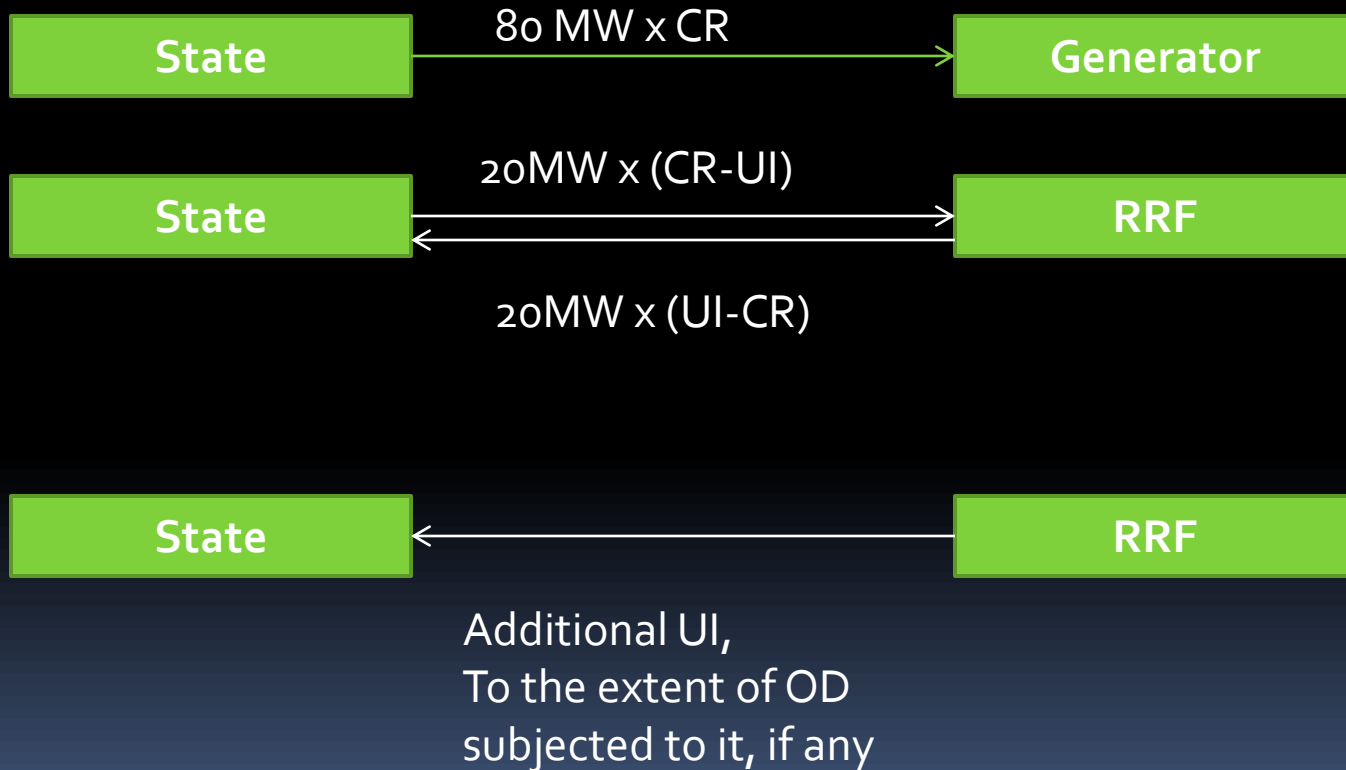 80 MW x CR
State
Generator
20MW x (CR-UI)
State
RRF
20MW x (UI-CR)
State
RRF
Additional UI,
To the extent of OD
subjected to it, if any